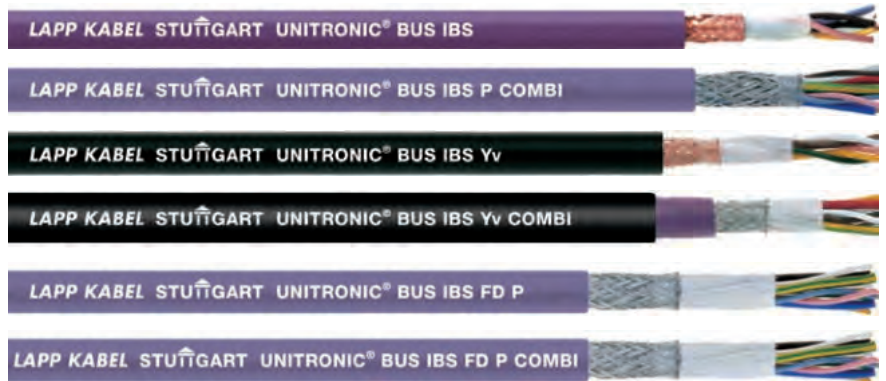 LAPP KABEL STUTTGART UNITRONIC® BUS IBS
LAPP KABEL STUTTGART UNITRONIC® BUS IBS P COMBI
LAPP KABEL STUTTGART UNITRONIC® BUS IBS Yv
LAPP KABEL STUTTGART UNITRONIC® BUS IBS Yv COMBI
LAPP KABEL STUTTGART UNITRONIC® BUS IBS FD P
LAPP KABEL STUTTGART UNITRONIC® BUS IBS FD P COMBI